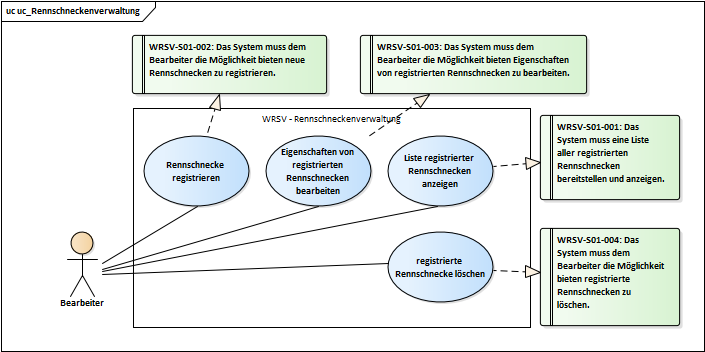 uc uc_Rennschneckenverwaltung
WRSV-S01-002: Das System muss dem
Bearbeiter die Möglichkeit bieten neue
Rennschnecken zu registrieren.
WRSV-S01-003: Das System muss dem
Bearbeiter die Möglichkeit bieten Eigenschaften
von registrierten Rennschnecken zu bearbeiten.
WRSV - Rennschneckenverwaltung
Rennschnecke
registrieren
Eigenschaften von
registrierten
Rennschnecken
bearbeiten
Liste registrierter
Rennschnecken
anzeigen
WRSV-S01-001: Das
System muss eine Liste
aller registrierten
Rennschnecken
bereitstellen und anzeigen.
registrierte
Rennschnecke löschen
WRSV-S01-004: Das
System muss dem
Bearbeiter die Möglichkeit
bieten registrierte
Rennschnecken zu
löschen.
Bearbeiter